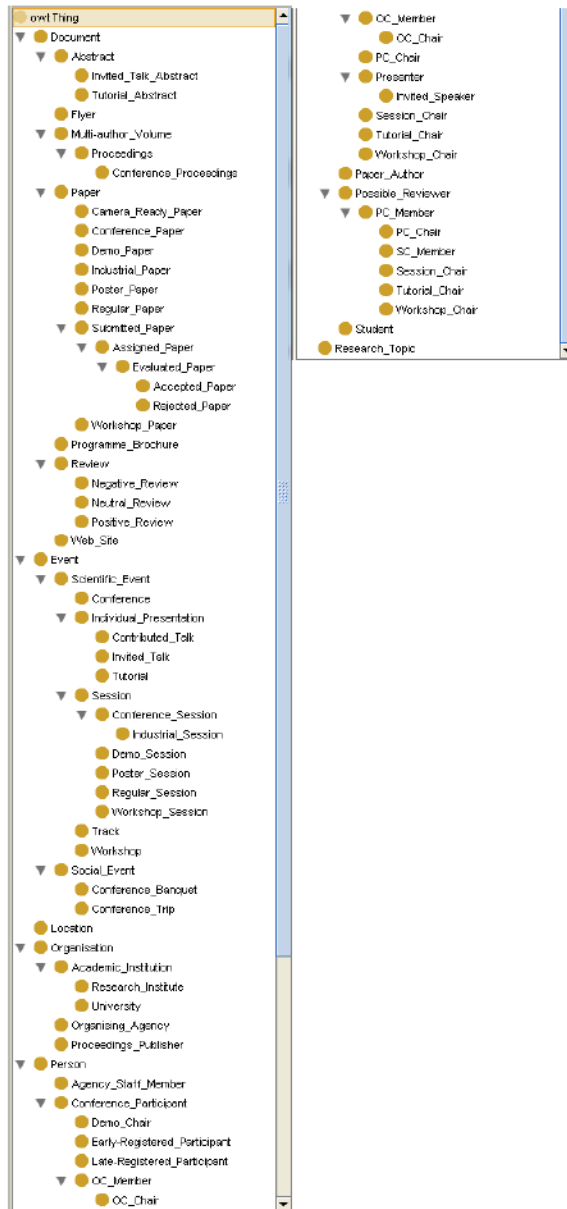 owl:Thing
Document
Abstract
Invited_Talk_Abstract
Tutorial_Abstract
Flyer
Multi-author_Volume
Proceedings
Conference_Proceedings
Paper
Camera_Ready_Paper
Conference_Paper
Demo_Paper
Industrial_Paper
Poster_Paper
Regular_Paper
Submitted_Paper
Assigned_Paper
Evaluated_Paper
Accepted_Paper
Rejected_Paper
Workshop_Paper
Programme_Brochure
Review
Negative_Review
Neutral_Review
Positive_Review
Web_Site
Event
Scientific_Event
Conference
Individual_Presentation
Contributed_Talk
Invited_Talk
Tutorial
Session
Conference_Session
Industrial_Session
Demo_Session
Poster_Session
Regular_Session
Workshop_Session
Track
Workshop
Social_Event
Conference_Banquet
Conference_Trip
Location
Organisation
Academic_Institution
Research_Institute
University
Organising_Agency
Proceedings_Publisher
Person
Agency_Staff_Member
Conference_Participant
Demo_Chair
Early-Registered_Participant
Late-Registered_Participant
OC_Member
OC_Chair
OC_Member
OC_Chair
PC_Chair
Presenter
Invited_Speaker
Session_Chair
Tutorial_Chair
Workshop_Chair
Paper_Author
Possible_Reviewer
PC_Member
PC_Chair
SC_Member
Session_Chair
Tutorial_Chair
Workshop_Chair
Student
Research_Topic